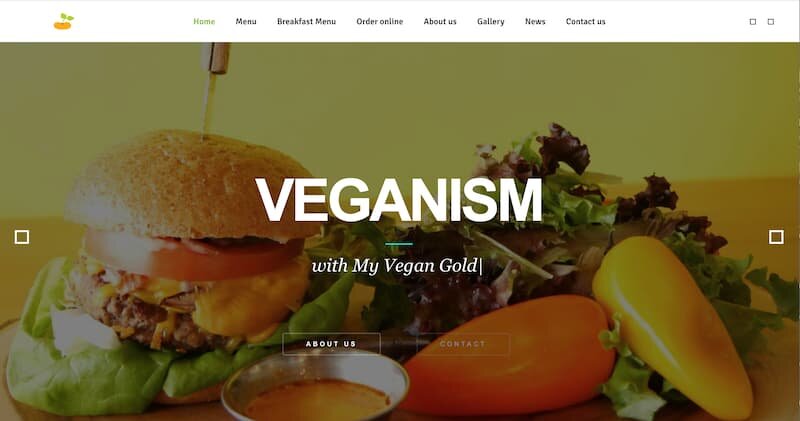 Home Menu Breakfast Menu Order online About us Gallery News Contact us
VEGANISM
with My Vegan Gold|
ABOUT US CONTACT